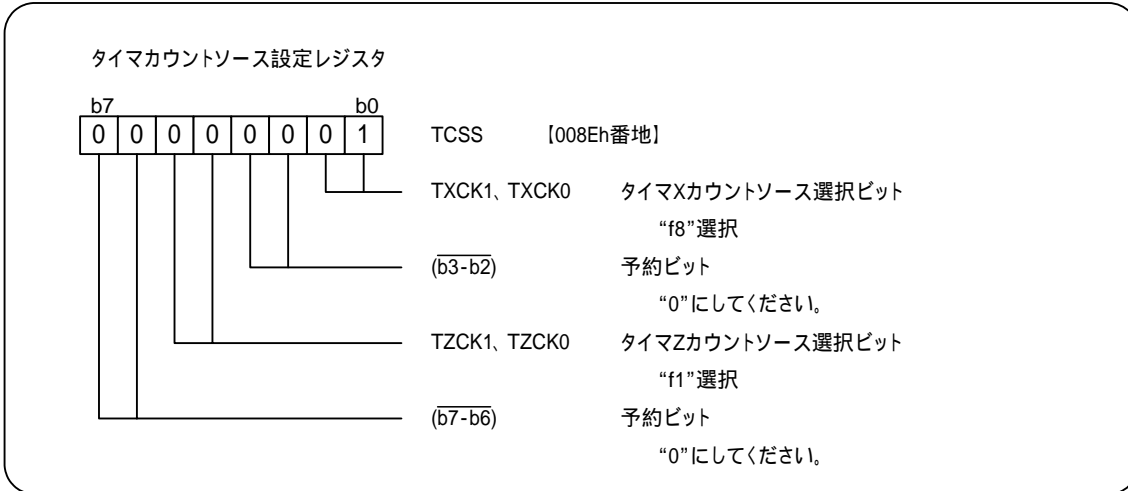 タイマカウントソース設定レジスタ
b7 b0
0 0 0 0 0 0 0 1 TCSS 【008Eh番地】
TXCK1、TXCK0 タイマXカウントソース選択ビット
“f8”選択
(b3-b2) 予約ビット
“0”にしてください。
TZCK1、TZCK0 タイマZカウントソース選択ビット
“f1”選択
(b7-b6) 予約ビット
“0”にしてください。